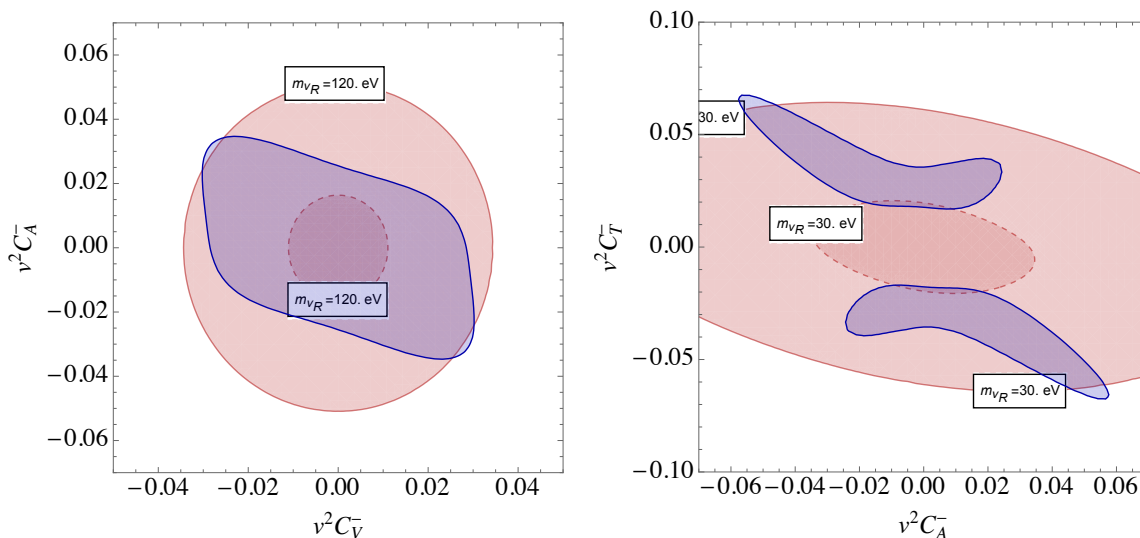 0.06
0.04
0.02
0.00
−0.02
−0.04
−0.06
v²C_A^-
m_{ν_R}=120. eV
m_{ν_R}=120. eV
−0.04 −0.02 0.00 0.02 0.04
v²C_V^-
0.10
0.05
0.00
−0.05
−0.10
v²C_T^-
30. eV
m_{ν_R}=30. eV
m_{ν_R}=30. eV
−0.06 −0.04 −0.02 0.00 0.02 0.04 0.06
v²C_A^-